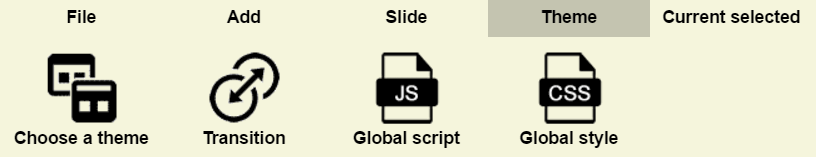 File Add Slide Theme Current selected
JS CSS
Choose a theme Transition Global script Global style